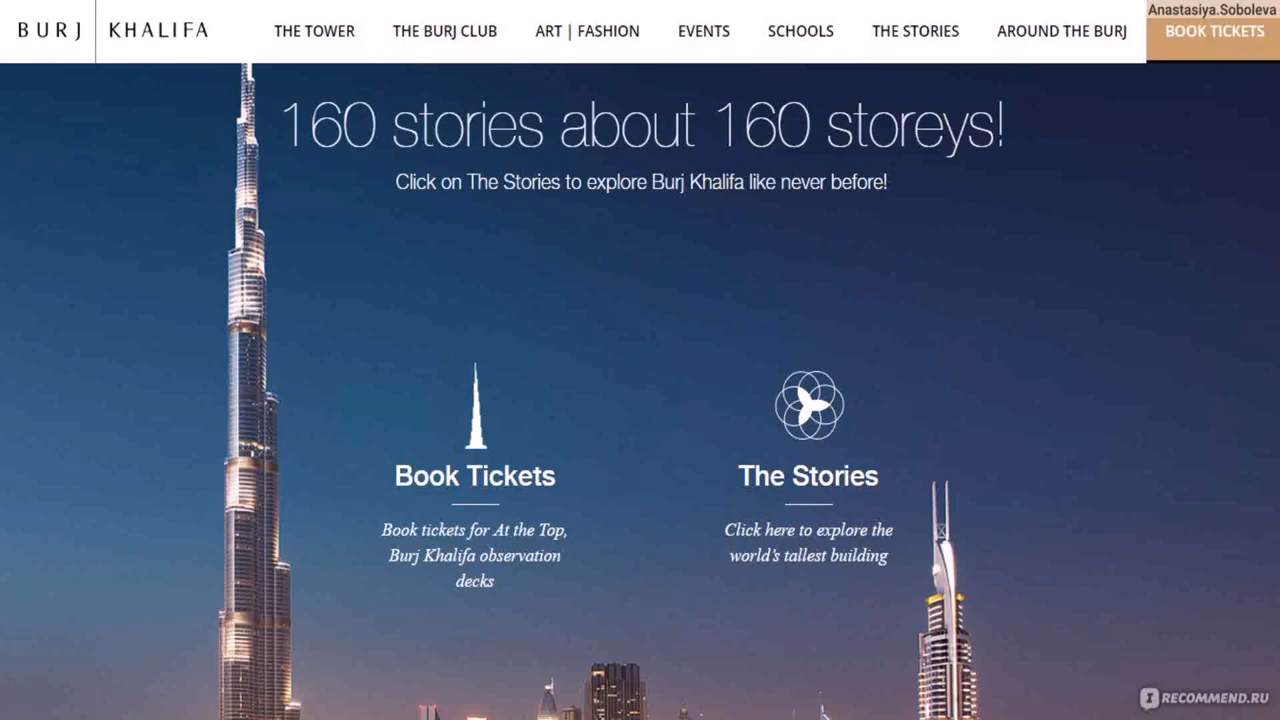 BURJ KHALIFA
THE TOWER
THE BURJ CLUB
ART | FASHION
EVENTS
SCHOOLS
THE STORIES
AROUND THE BURJ
Anastasiya.Soboleva
BOOK TICKETS
160 stories about 160 storeys!
Click on The Stories to explore Burj Khalifa like never before!
Book Tickets
Book tickets for At the Top,
Burj Khalifa observation
decks
The Stories
Click here to explore the
world's tallest building
IRECOMMEND.RU